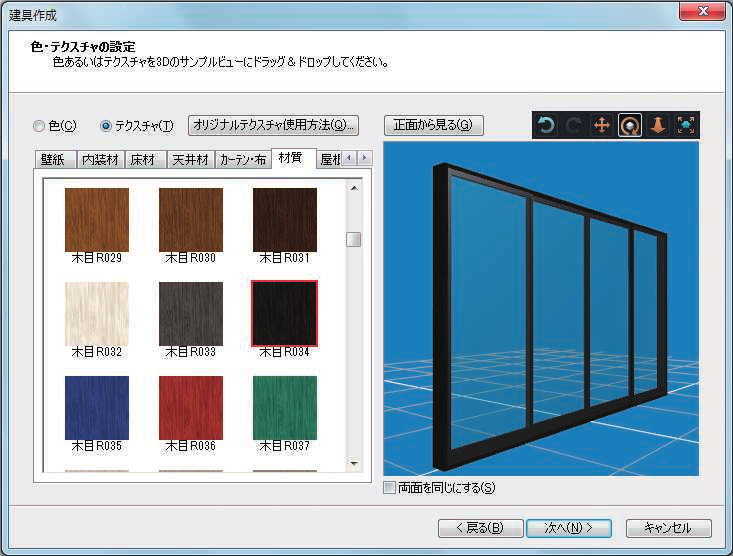 建具作成
色・テクスチャの設定
色あるいはテクスチャを3Dのサンプルビューにドラッグ＆ドロップしてください。
色(C) テクスチャ(T) オリジナルテクスチャ使用方法(O)... 正面から見る(G)
壁紙 内装材 床材 天井材 カーテン・布 材質 屋根
木目R029 木目R030 木目R031
木目R032 木目R033 木目R034
木目R035 木目R036 木目R037
両面を同じにする(S)
< 戻る(B) 次へ(N) > キャンセル